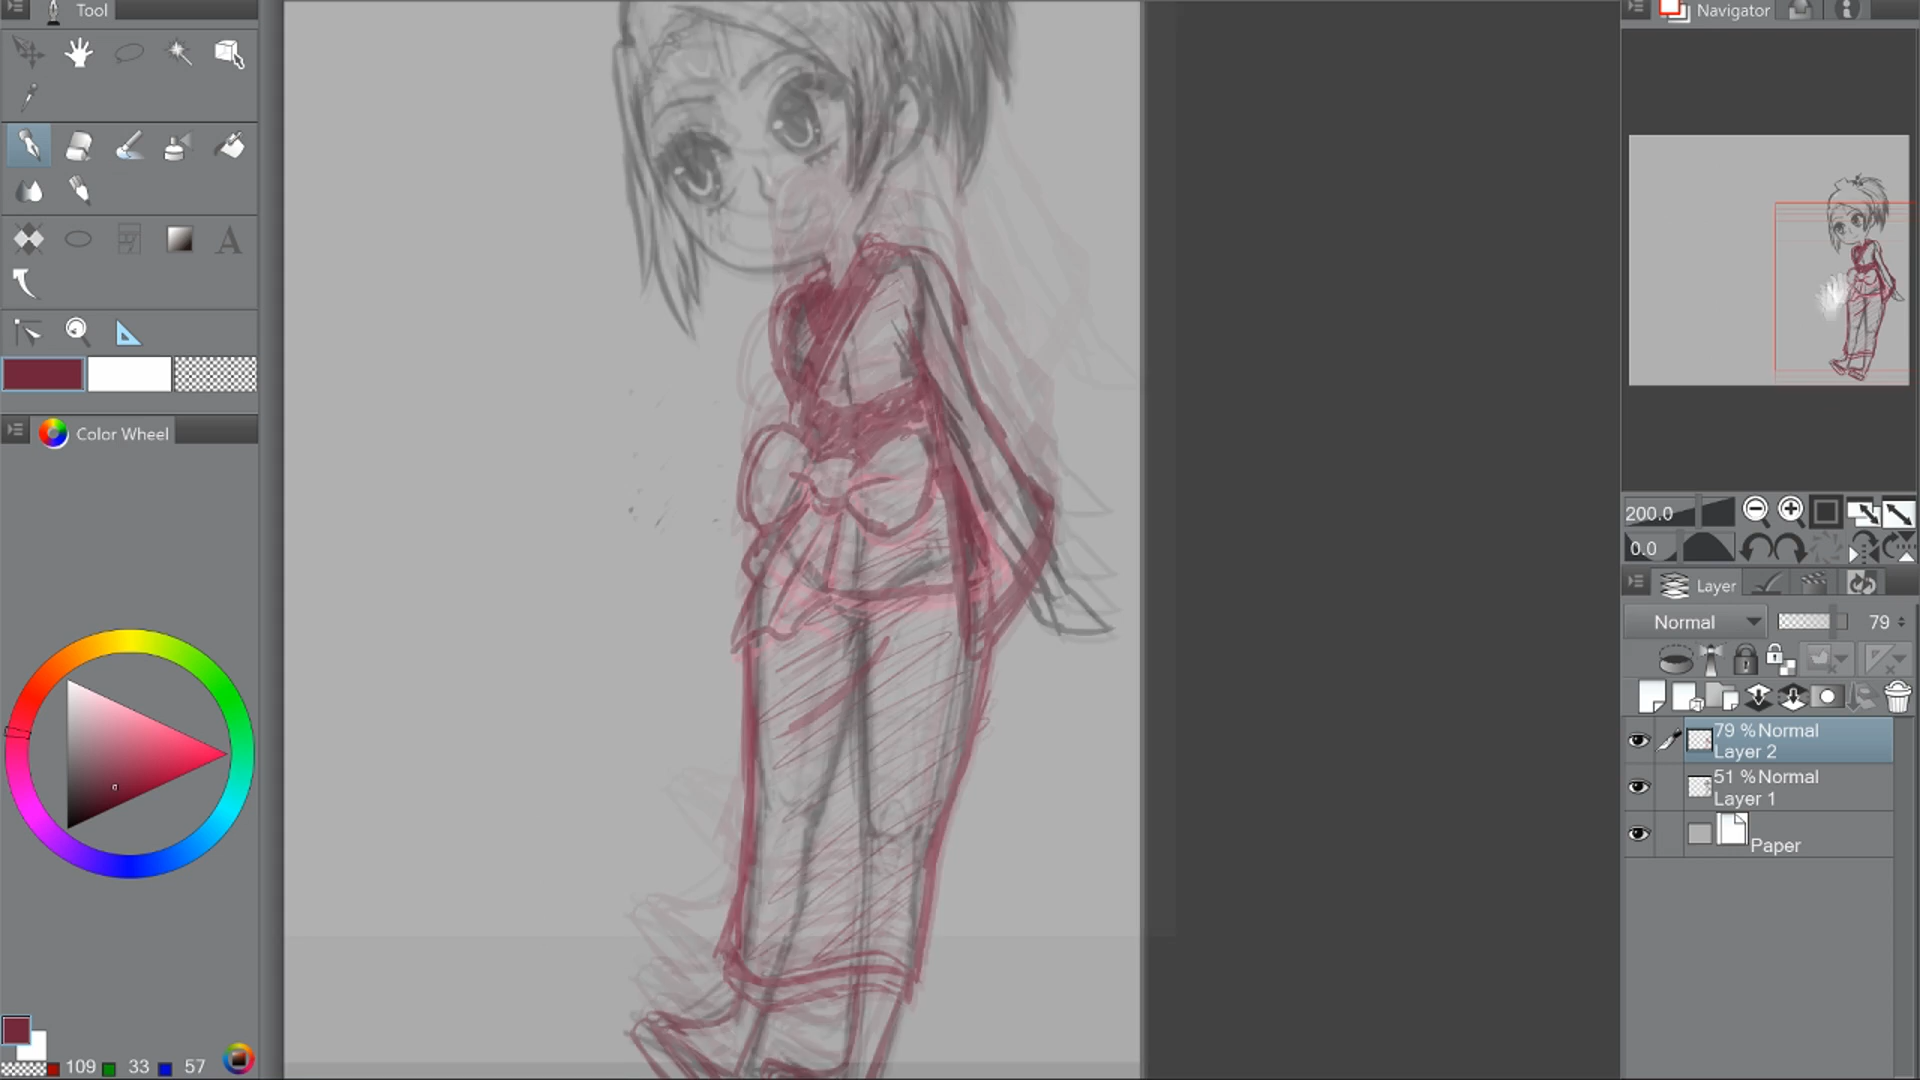 Tool
Color Wheel
109 33 57
Navigator
200.0
0.0
Layer
Normal 79
79 %Normal
Layer 2
51 %Normal
Layer 1
Paper